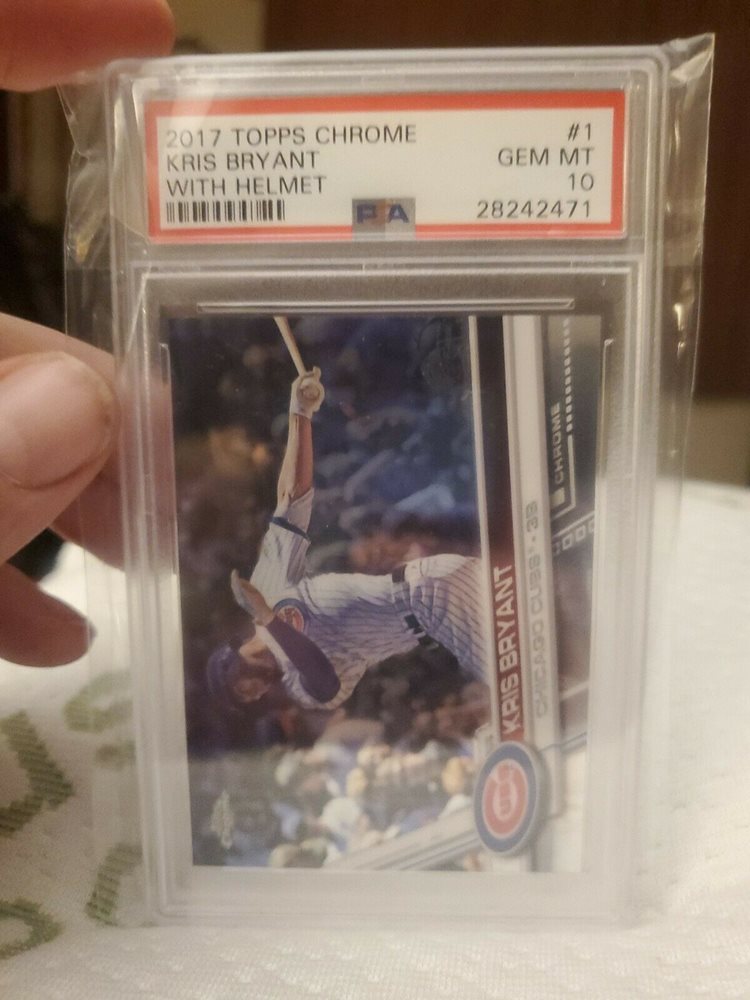 2017 TOPPS CHROME #1
KRIS BRYANT GEM MT
WITH HELMET 10
PSA 28242471
CHROME
KRIS BRYANT
CHICAGO CUBS® • 3B
CUBS